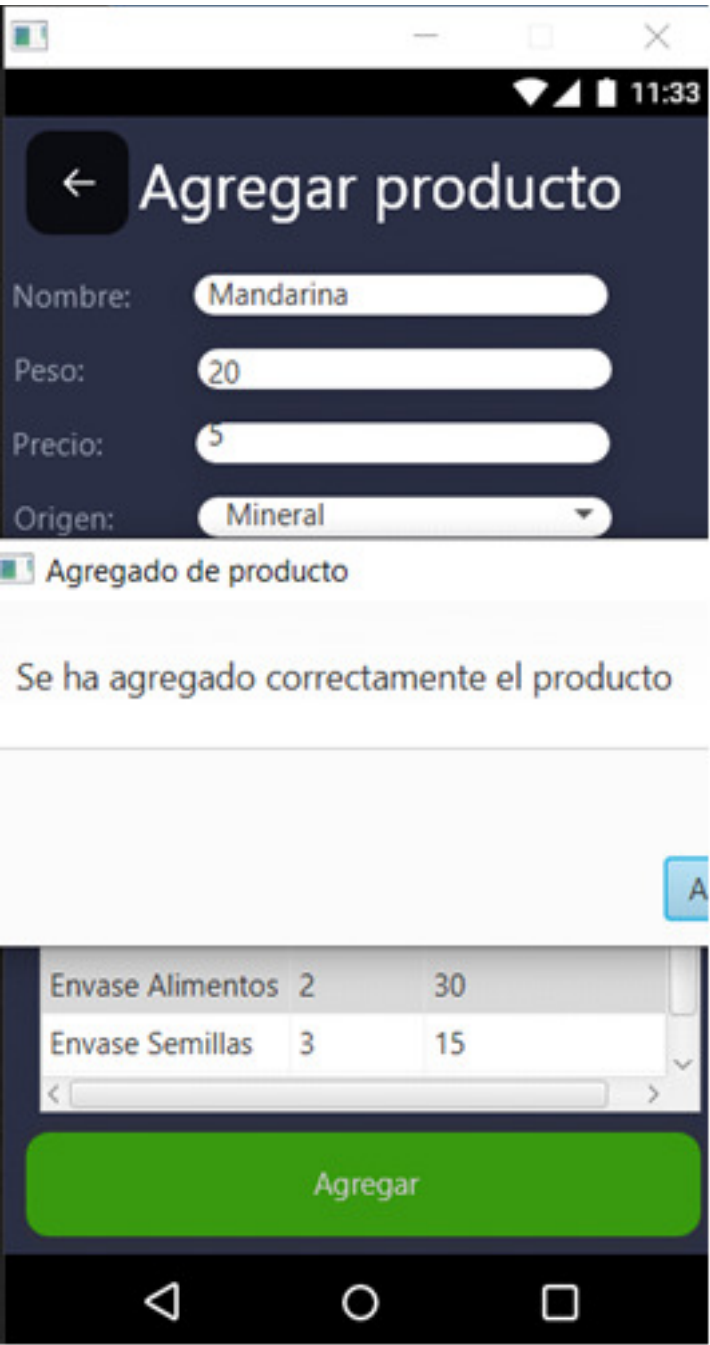 11:33
Agregar producto
Nombre: Mandarina
Peso: 20
Precio: 5
Origen: Mineral
Agregado de producto
Se ha agregado correctamente el producto
A
Envase Alimentos 2 30
Envase Semillas 3 15
Agregar